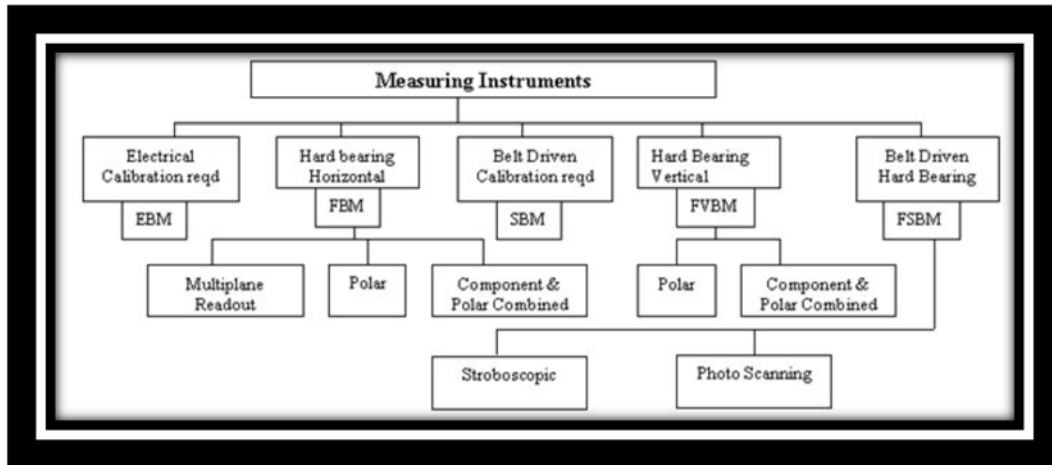 Measuring Instruments
Electrical
Calibration reqd
EBM
Hard bearing
Horizontal
FBM
Belt Driven
Calibration reqd
SBM
Hard Bearing
Vertical
FVBM
Belt Driven
Hard Bearing
FSBM
Multiplane
Readout
Polar
Component &
Polar Combined
Polar
Component &
Polar Combined
Stroboscopic
Photo Scanning